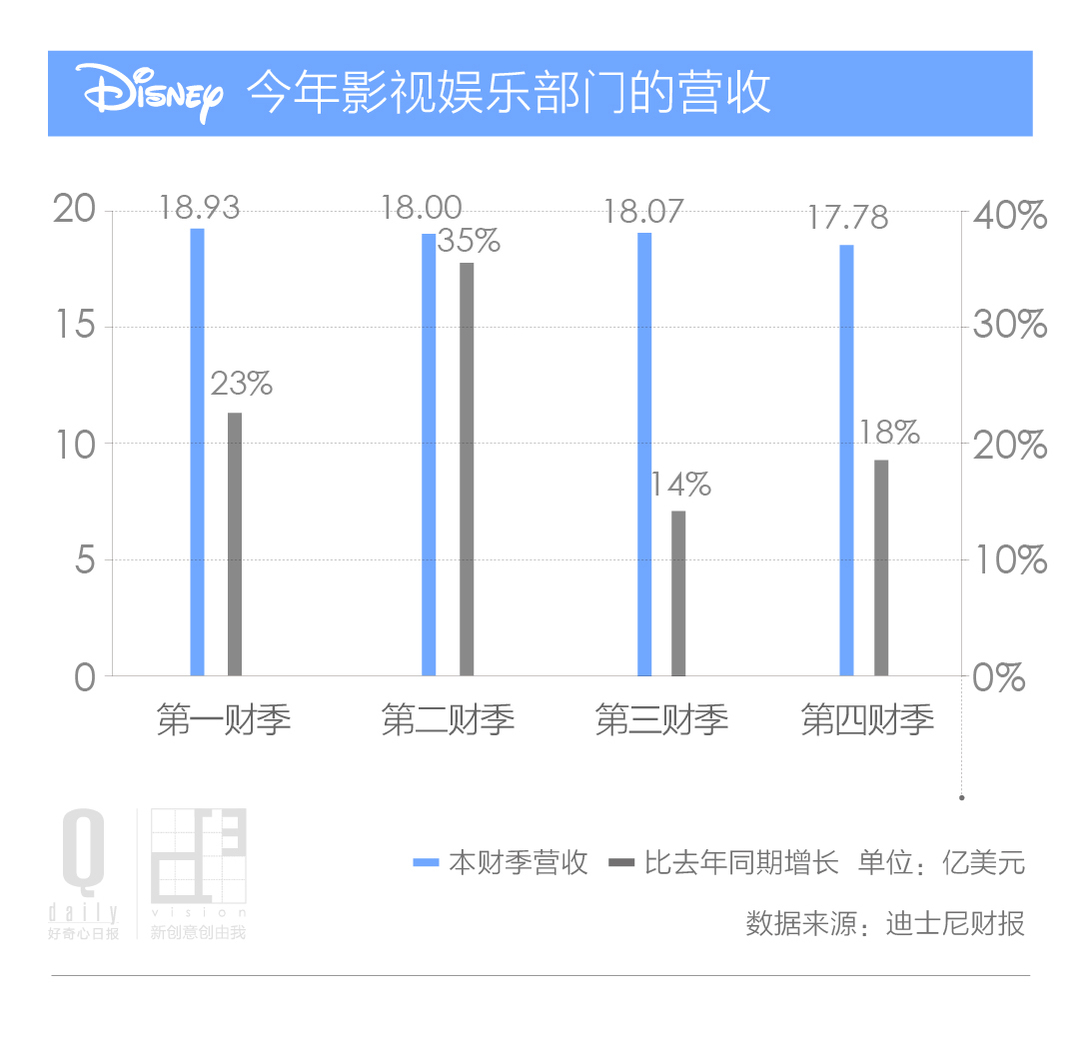 Disney 今年影视娱乐部门的营收
20 18.93 18.00 18.07 17.78 40%
35%
15 30%
23%
10 18% 20%
14%
5 10%
0 0%
第一财季 第二财季 第三财季 第四财季
本财季营收 比去年同期增长 单位：亿美元
数据来源：迪士尼财报
Q
daily vision
好奇心日报 新创意创由我